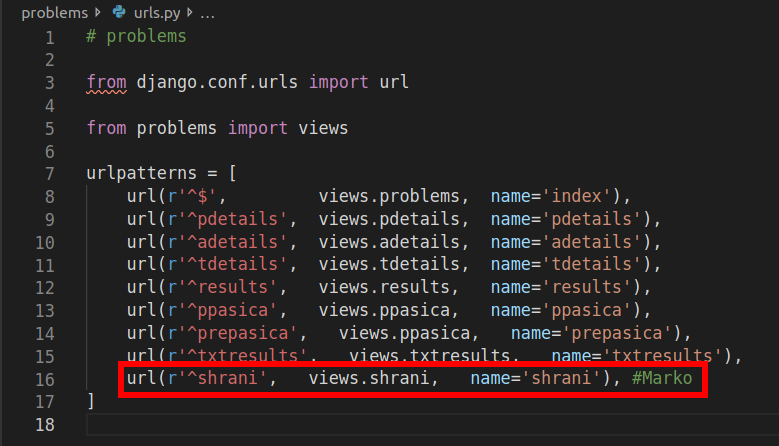 problems > urls.py > ...
1 # problems
2
3 from django.conf.urls import url
4
5 from problems import views
6
7 urlpatterns = [
8 url(r'^$', views.problems, name='index'),
9 url(r'^pdetails', views.pdetails, name='pdetails'),
10 url(r'^adetails', views.adetails, name='adetails'),
11 url(r'^tdetails', views.tdetails, name='tdetails'),
12 url(r'^results', views.results, name='results'),
13 url(r'^ppasica', views.ppasica, name='ppasica'),
14 url(r'^prepasica', views.ppasica, name='prepasica'),
15 url(r'^txtresults', views.txtresults, name='txtresults'),
16 url(r'^shrani', views.shrani, name='shrani'), #Marko
17 ]
18